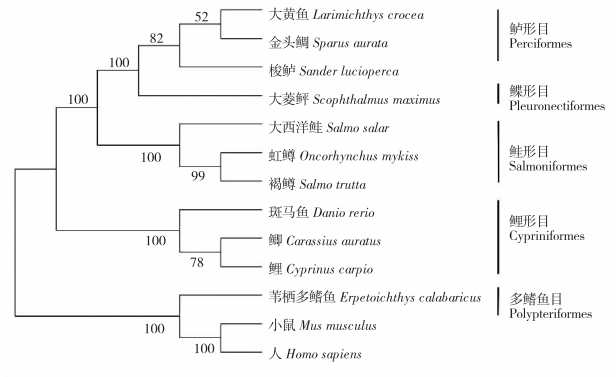 52
大黄鱼 Larimichthys crocea
82
金头鲷 Sparus aurata
鲈形目
Perciformes
100
梭鲈 Sander lucioperca
100
大菱鲆 Scophthalmus maximus
鲽形目
Pleuronectiformes
大西洋鲑 Salmo salar
100
虹鳟 Oncorhynchus mykiss
鲑形目
Salmoniformes
99
褐鳟 Salmo trutta
斑马鱼 Danio rerio
100
鲫 Carassius auratus
鲤形目
Cypriniformes
78
鲤 Cyprinus carpio
苇栖多鳍鱼 Erpetoichthys calabaricus
多鳍鱼目
Polypteriformes
100
小鼠 Mus musculus
100
人 Homo sapiens